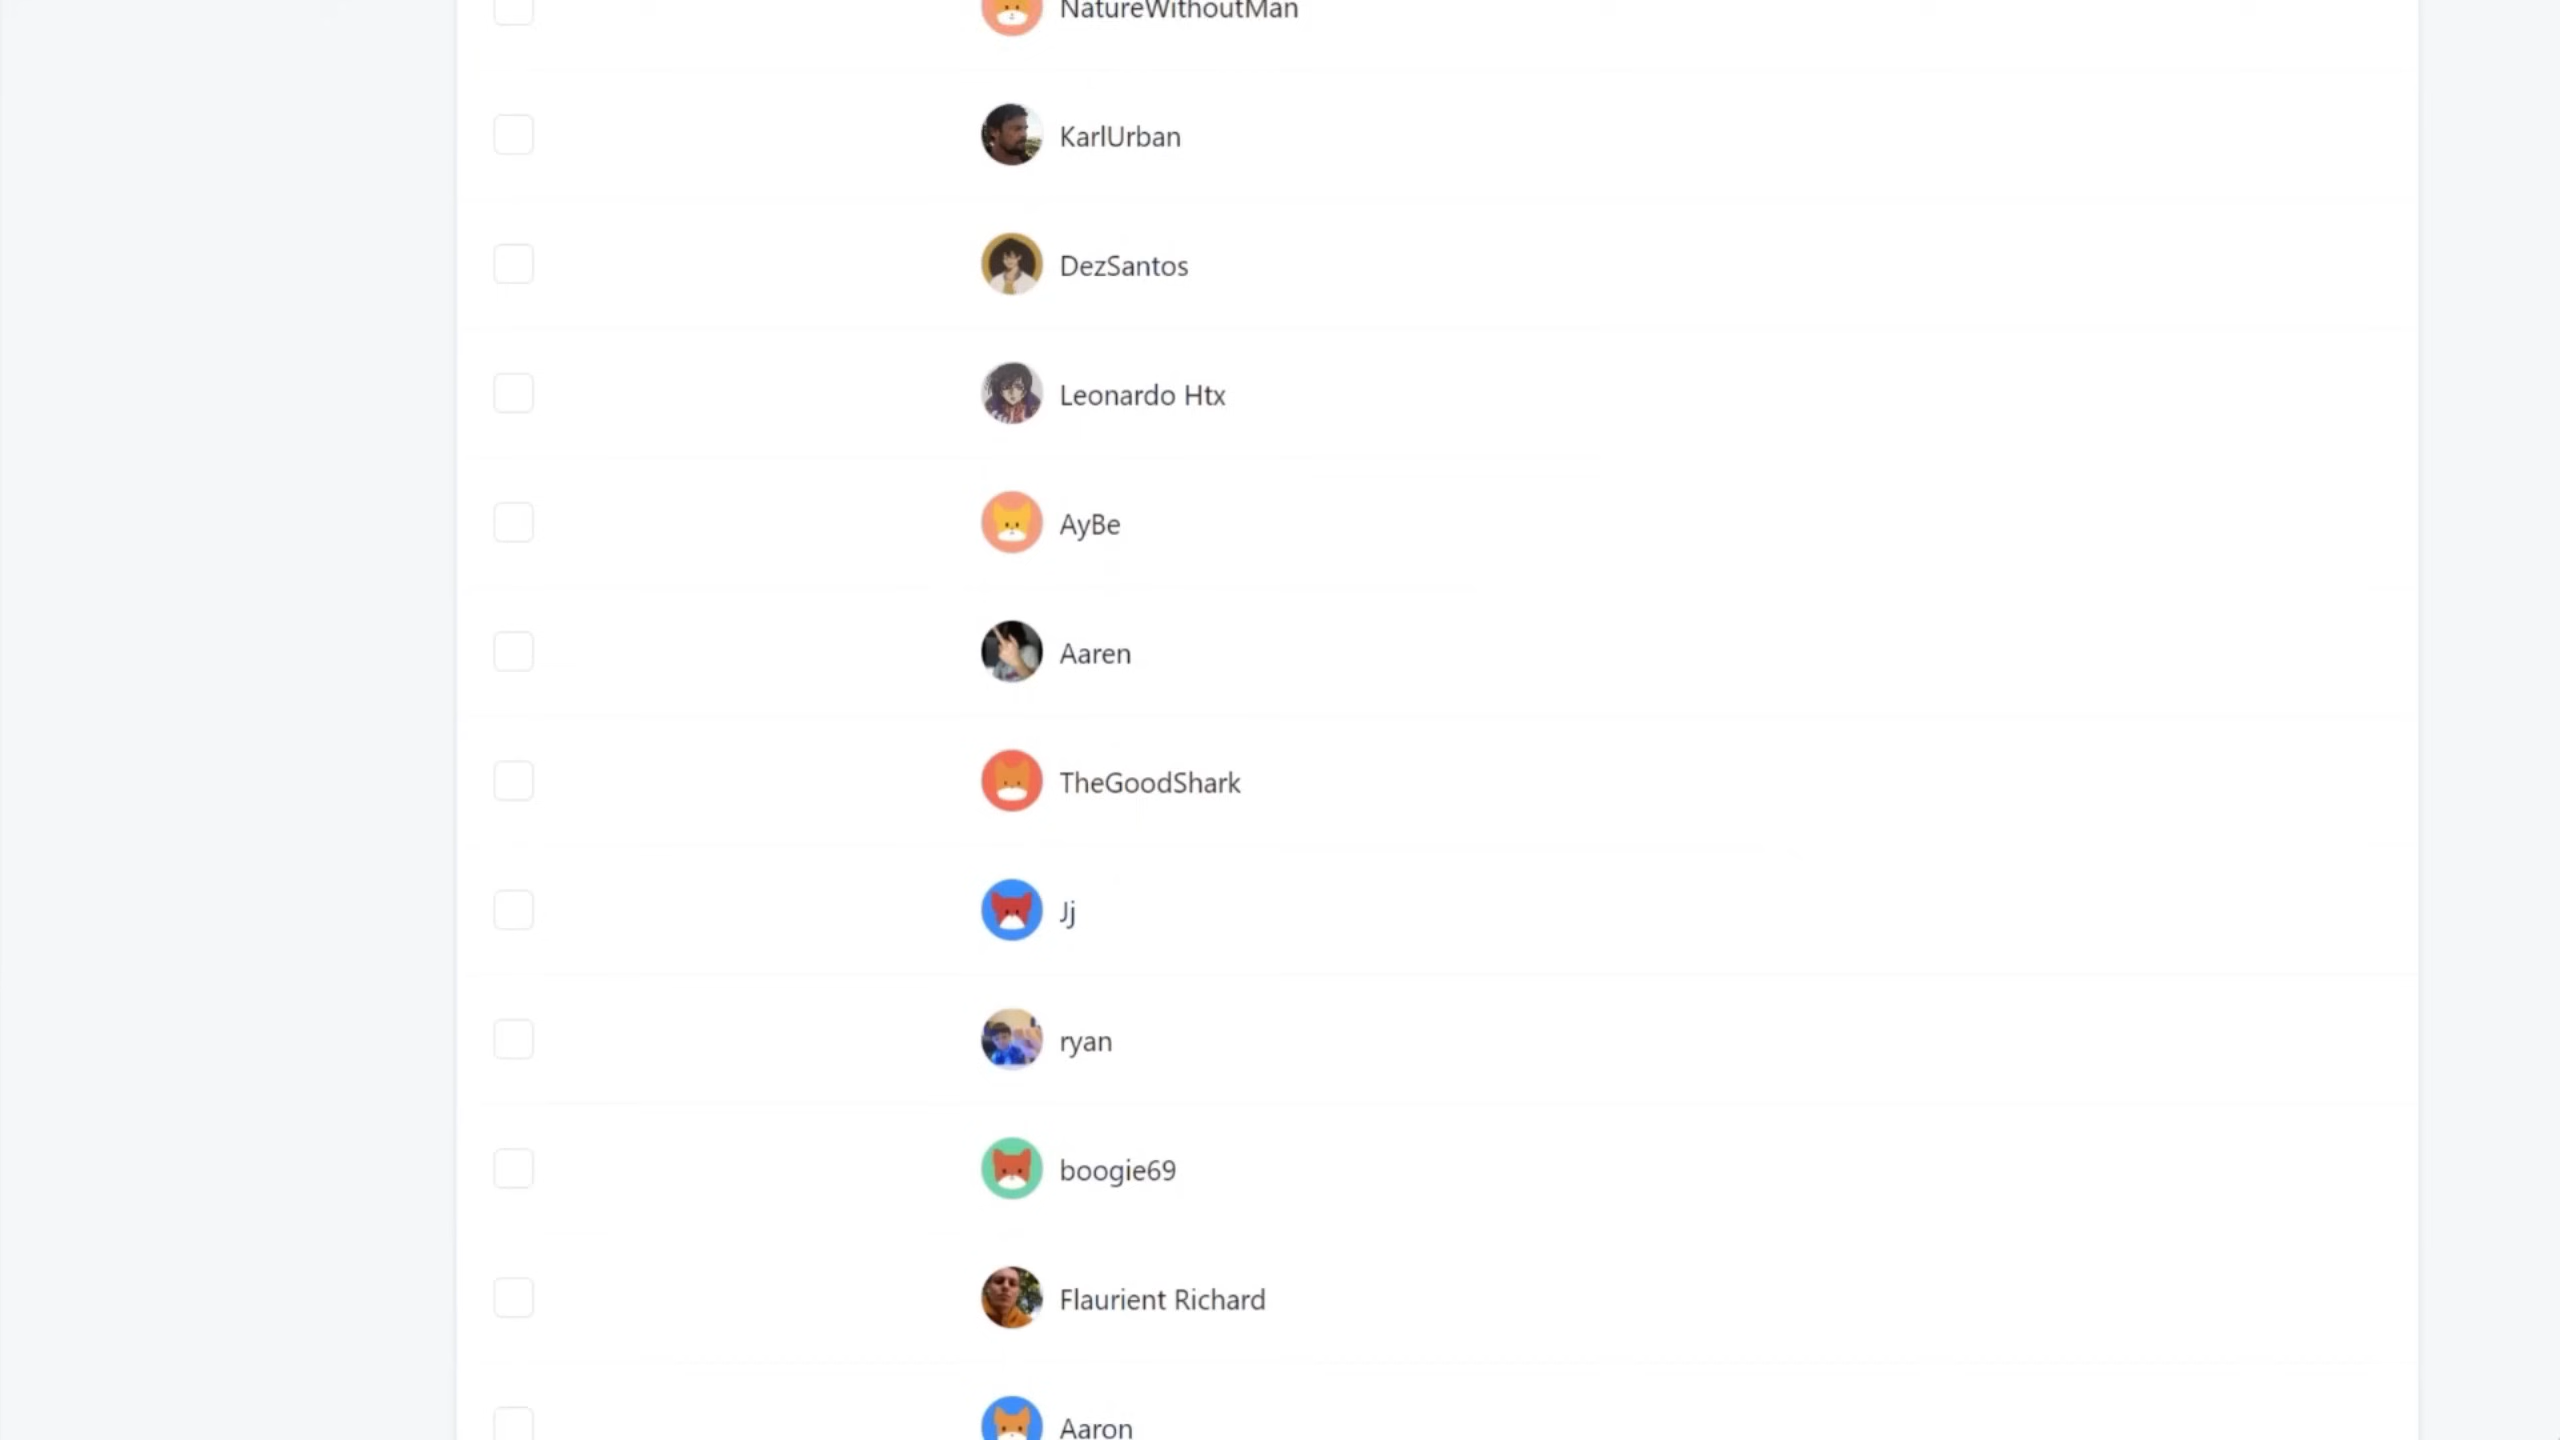 NatureWithoutMan
KarlUrban
DezSantos
Leonardo Htx
AyBe
Aaren
TheGoodShark
Jj
ryan
boogie69
Flaurient Richard
Aaron